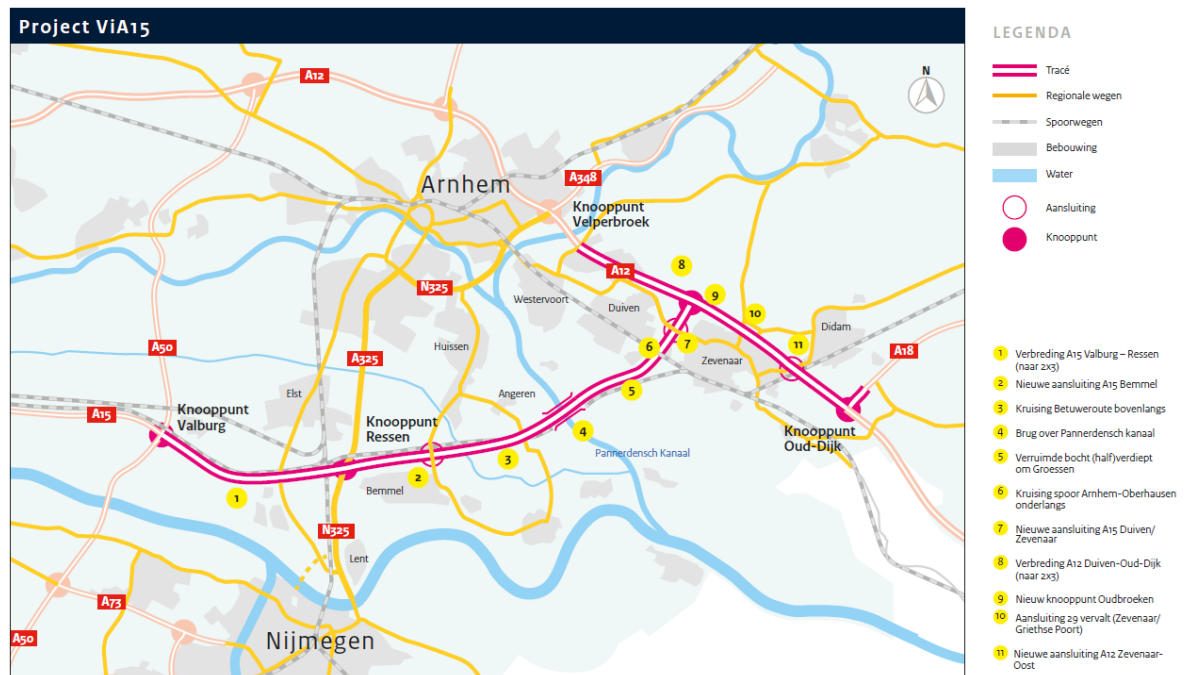 Project ViA15
A12
N
Arnhem
A348
Knooppunt
Velperbroek
A12
8
N325
Westervoort
9
Duiven
10
Didam
A50
Huissen
6
7
11
A18
A325
Zevenaar
Elst
Angeren
5
A15
Knooppunt
Valburg
Knooppunt
Ressen
4
Knooppunt
Oud-Dijk
3
Pannerdensch Kanaal
2
1
Bemmel
N325
Lent
A73
A50
Nijmegen
LEGENDA
Tracé
Regionale wegen
Spoorwegen
Bebouwing
Water
Aansluiting
Knooppunt
1 Verbreding A15 Valburg – Ressen
(naar 2x3)
2 Nieuwe aansluiting A15 Bemmel
3 Kruising Betuweroute bovenlangs
4 Brug over Pannerdensch kanaal
5 Verruimde bocht (half)verdiept
om Groessen
6 Kruising spoor Arnhem-Oberhausen
onderlangs
7 Nieuwe aansluiting A15 Duiven/
Zevenaar
8 Verbreding A12 Duiven-Oud-Dijk
(naar 2x3)
9 Nieuw knooppunt Oudbroeken
10 Aansluiting 29 vervalt (Zevenaar/
Griethse Poort)
11 Nieuwe aansluiting A12 Zevenaar-
Oost